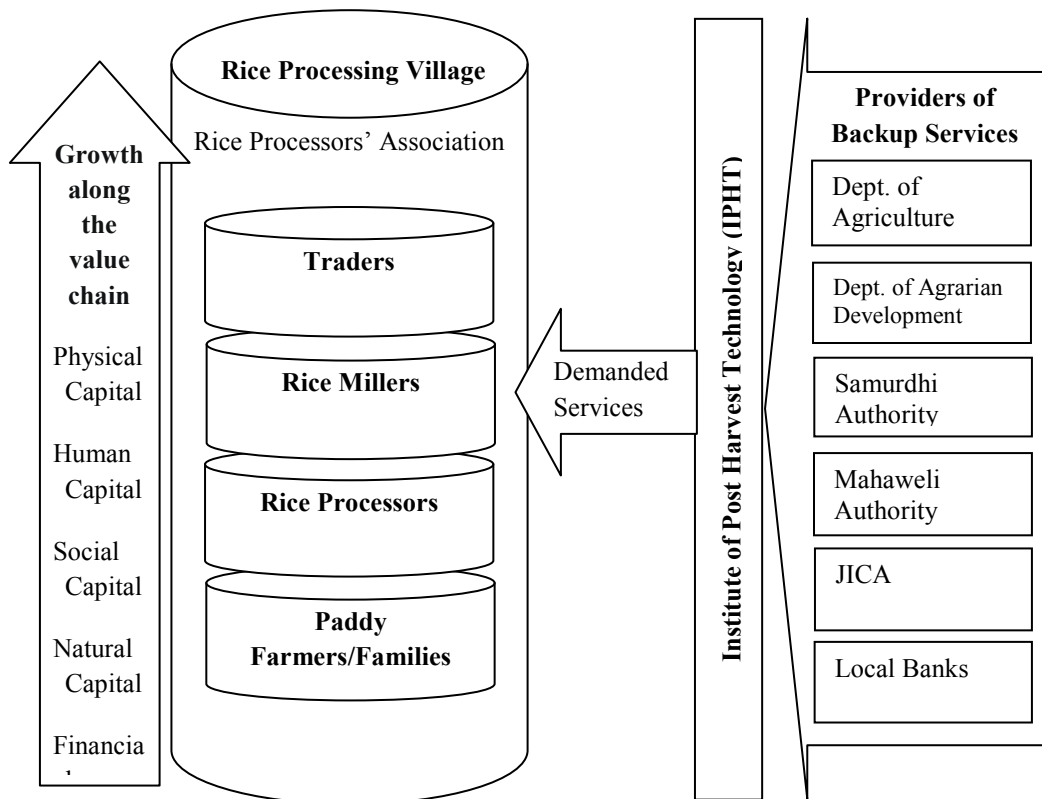 Growth
along
the
value
chain
Physical
Capital
Human
Capital
Social
Capital
Natural
Capital
Financia
Rice Processing Village
Rice Processors’ Association
Traders
Rice Millers
Rice Processors
Paddy
Farmers/Families
Demanded
Services
Institute of Post Harvest Technology (IPHT)
Providers of
Backup Services
Dept. of
Agriculture
Dept. of Agrarian
Development
Samurdhi
Authority
Mahaweli
Authority
JICA
Local Banks